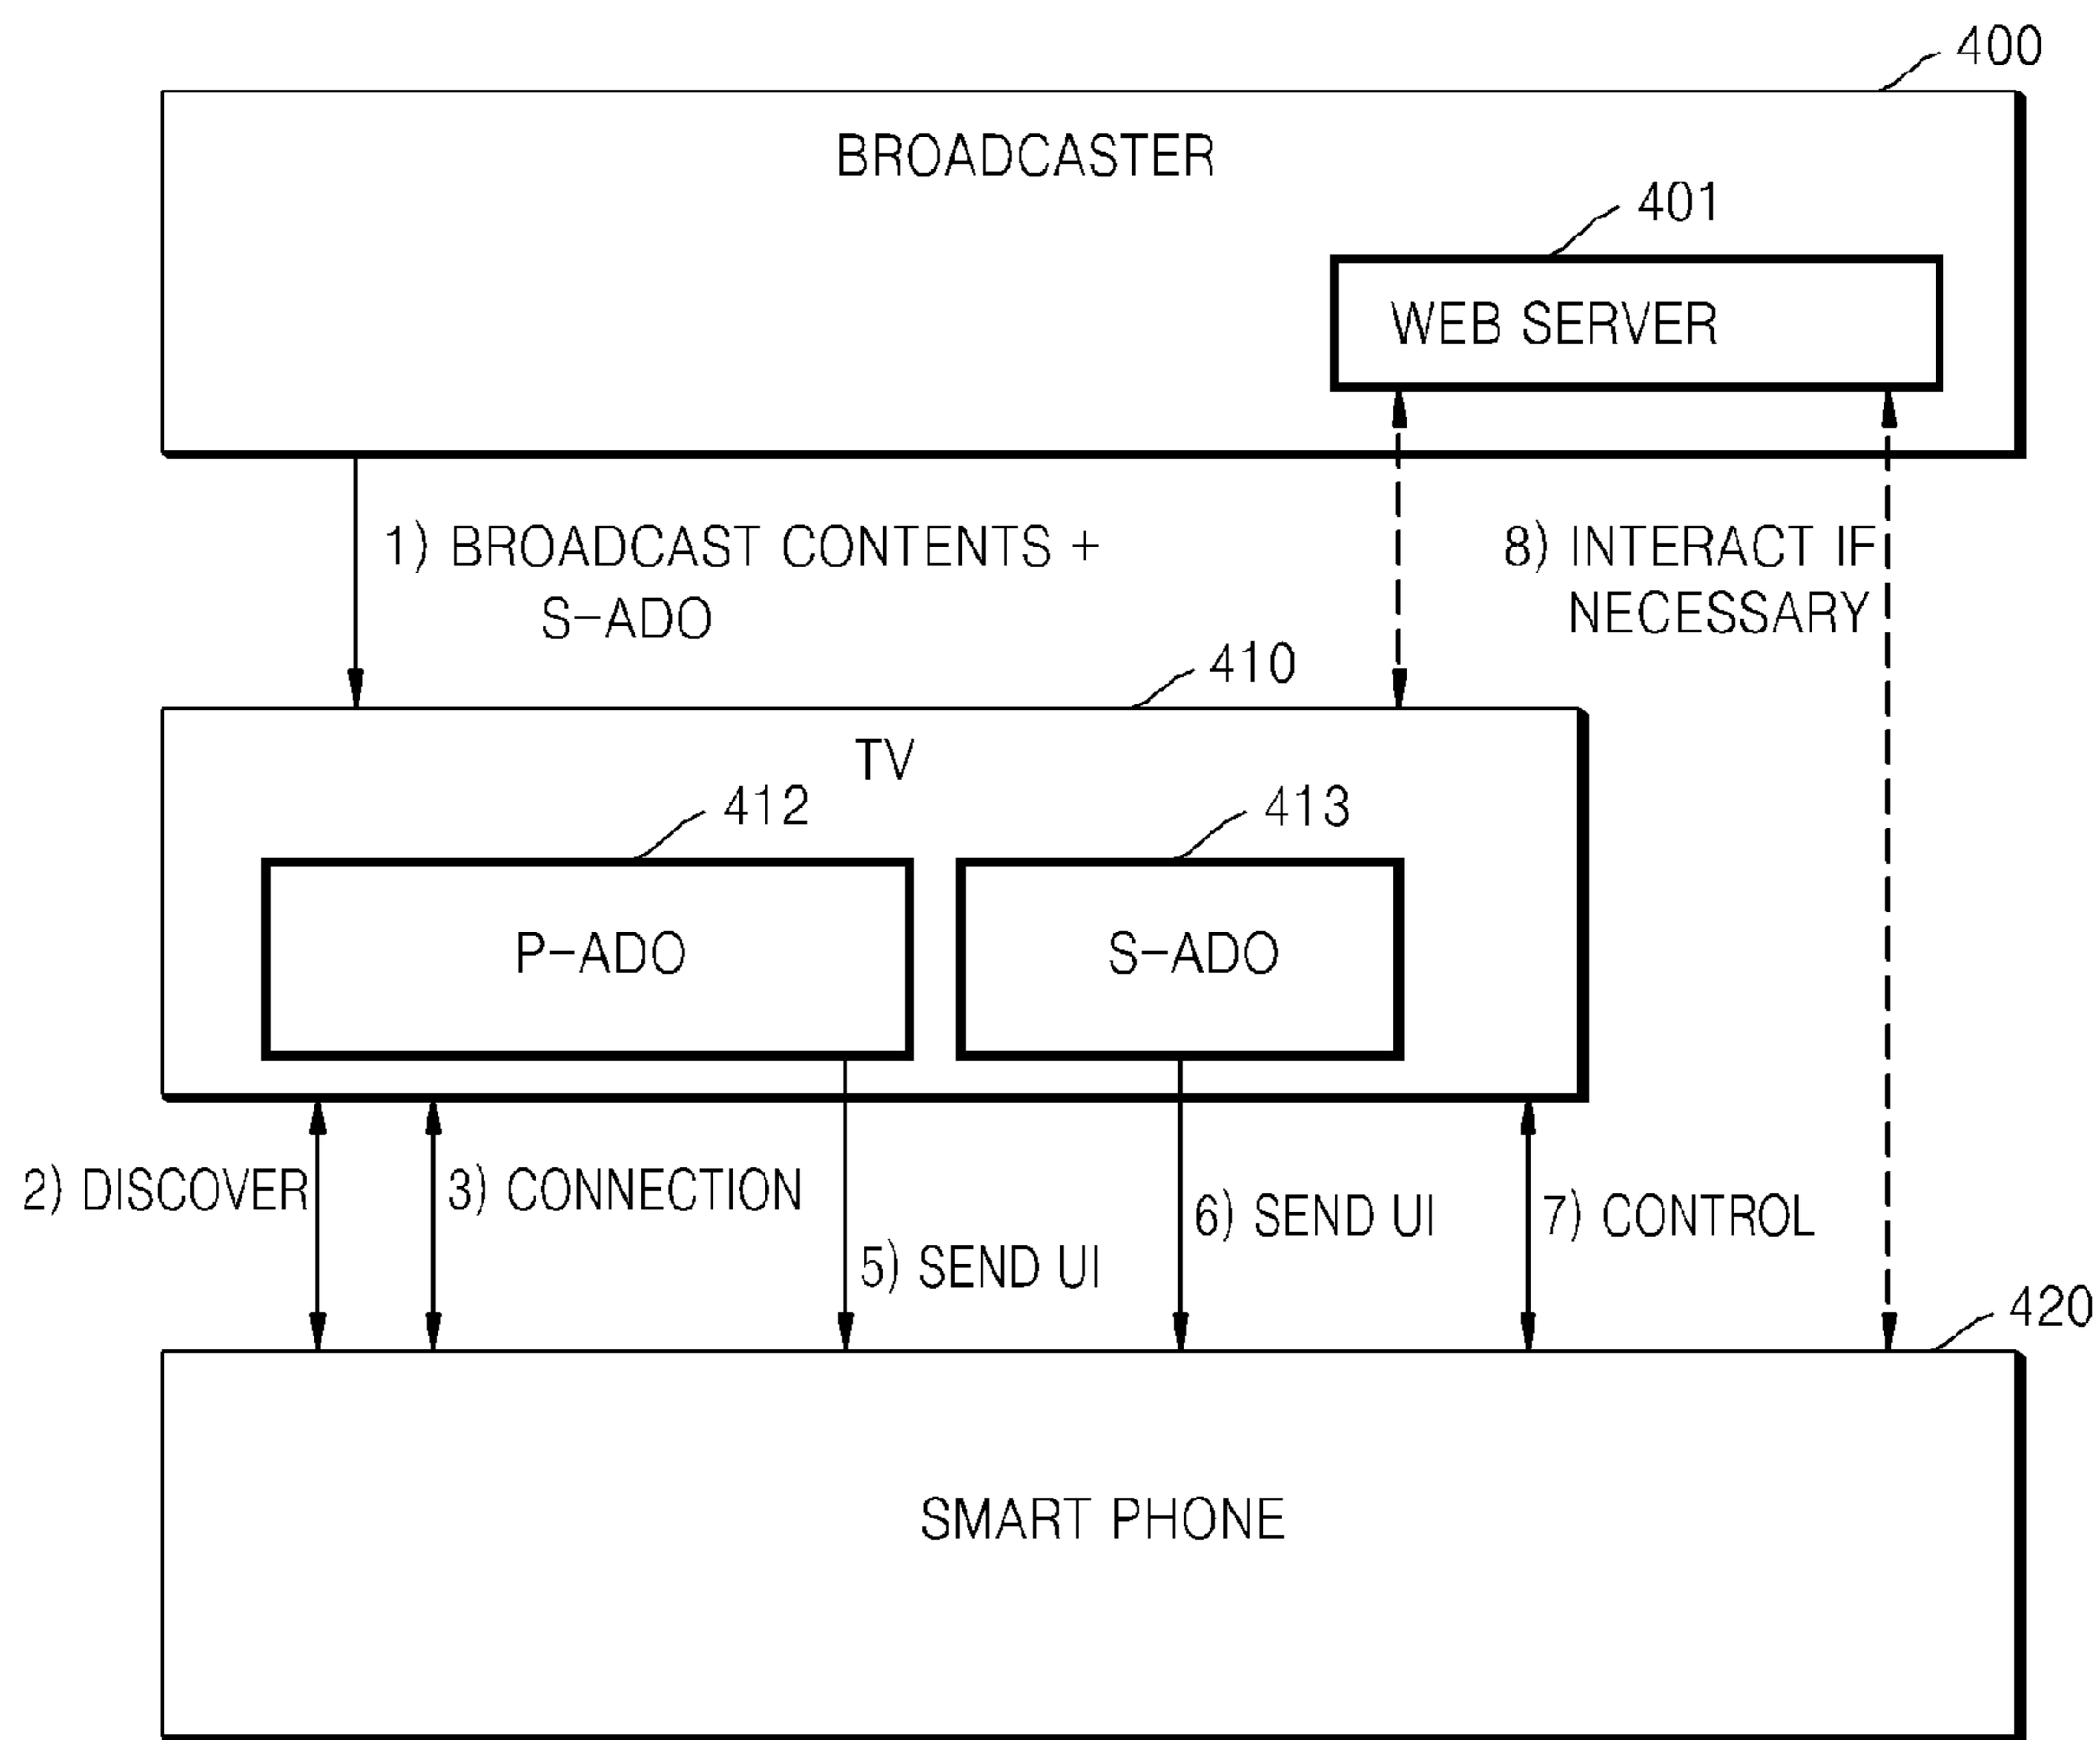 400
BROADCASTER
401
WEB SERVER
1) BROADCAST CONTENTS +
S-ADO
8) INTERACT IF
NECESSARY
410
TV
412
413
P-ADO
S-ADO
2) DISCOVER
3) CONNECTION
5) SEND UI
6) SEND UI
7) CONTROL
420
SMART PHONE